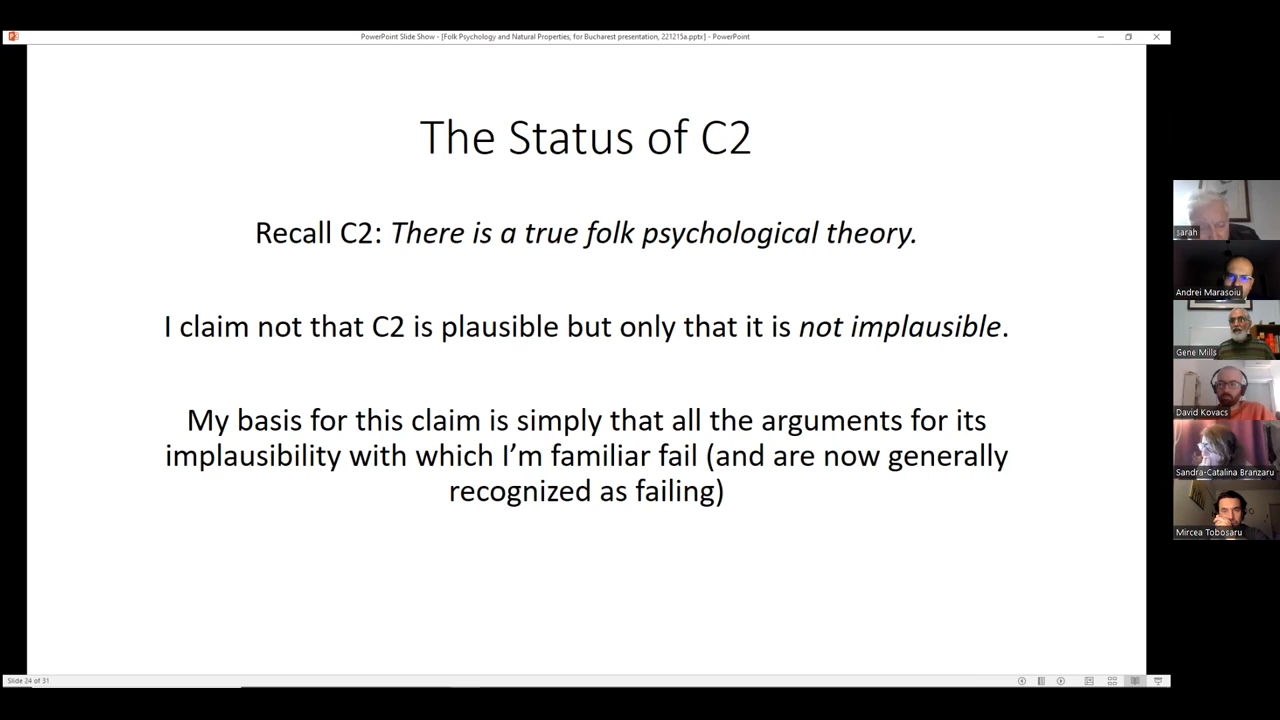 PowerPoint Slide Show - [Folk Psychology and Natural Properties, for Bucharest presentation, 221215a.pptx] - PowerPoint
The Status of C2
Recall C2: There is a true folk psychological theory.
I claim not that C2 is plausible but only that it is not implausible.
My basis for this claim is simply that all the arguments for its
implausibility with which I’m familiar fail (and are now generally
recognized as failing)
Slide 24 of 31
sarah
Andrei Marasoiu
Gene Mills
David Kovacs
Sandra-Catalina Branzaru
Mircea Tobosaru